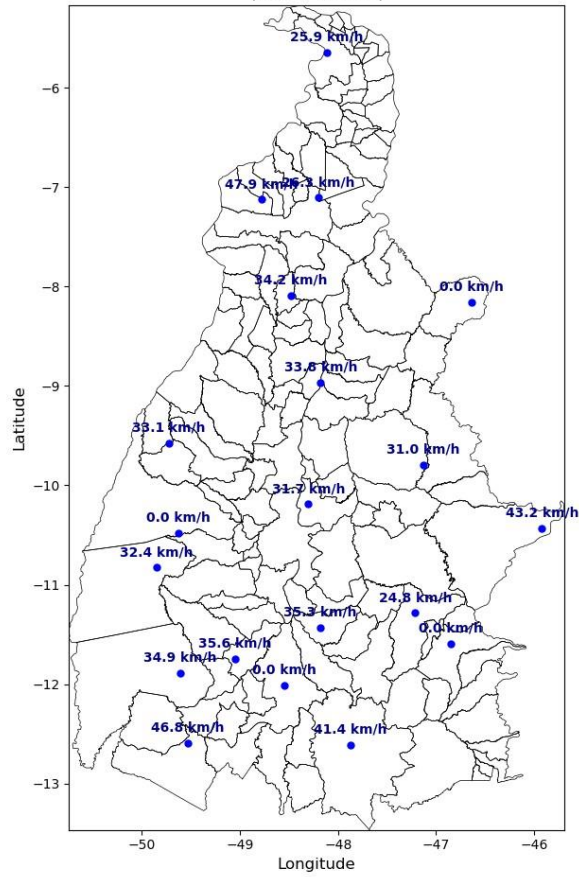 25.9 km/h
−6
47.9 km/h 26.3 km/h
−7
34.2 km/h
0.0 km/h
−8
33.8 km/h
−9
33.1 km/h
31.0 km/h
−10
31.7 km/h
43.2 km/h
0.0 km/h
32.4 km/h
−11
24.8 km/h
35.3 km/h
0.0 km/h
35.6 km/h
34.9 km/h
0.0 km/h
−12
46.8 km/h
41.4 km/h
−13
−50 −49 −48 −47 −46
Longitude
Latitude